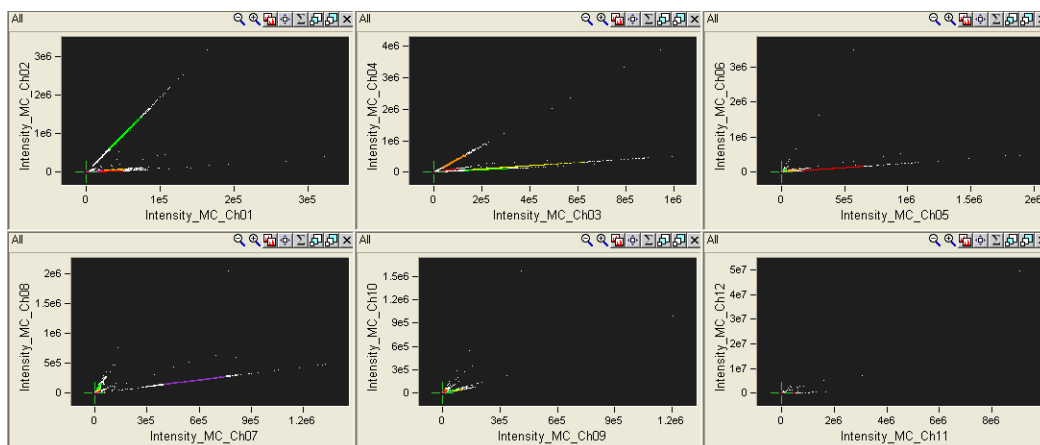 All
All
All
Intensity_MC_Ch02
3e6
2e6
1e6
0
0
1e5
2e5
3e5
Intensity_MC_Ch01
Intensity_MC_Ch04
4e6
3e6
2e6
1e6
0
0
2e5
4e5
6e5
8e5
1e6
Intensity_MC_Ch03
Intensity_MC_Ch06
3e6
2e6
1e6
0
0
5e5
1e6
1.5e6
2e6
Intensity_MC_Ch05
All
All
All
Intensity_MC_Ch08
2e6
1.5e6
1e6
5e5
0
0
3e5
6e5
9e5
1.2e6
Intensity_MC_Ch07
Intensity_MC_Ch10
1.5e6
1.2e6
9e5
6e5
3e5
0
0
3e5
6e5
9e5
1.2e6
Intensity_MC_Ch09
Intensity_MC_Ch12
5e7
4e7
3e7
2e7
1e7
0
0
2e6
4e6
6e6
8e6
Intensity_MC_Ch11